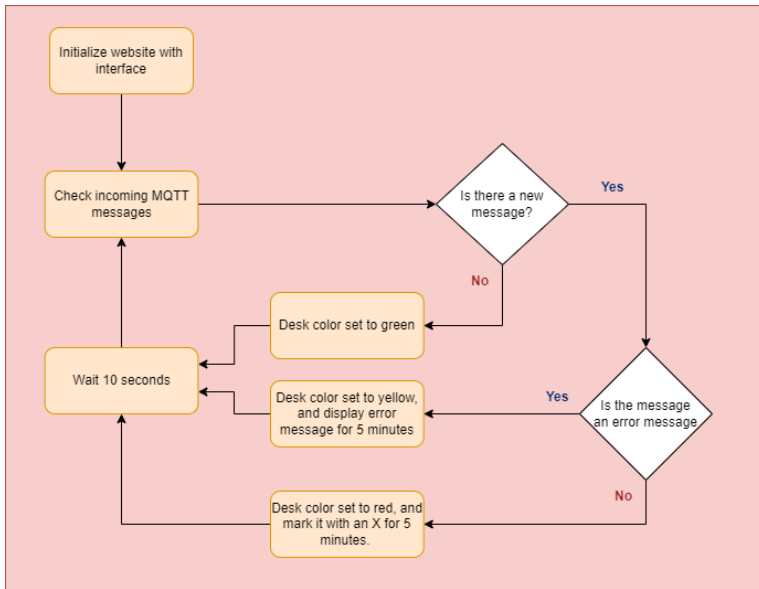 Initialize website with
interface
Check incoming MQTT
messages
Is there a new
message?
Yes
No
Desk color set to green
Wait 10 seconds
Desk color set to yellow,
and display error
message for 5 minutes
Yes
Is the message
an error message
No
Desk color set to red, and
mark it with an X for 5
minutes.